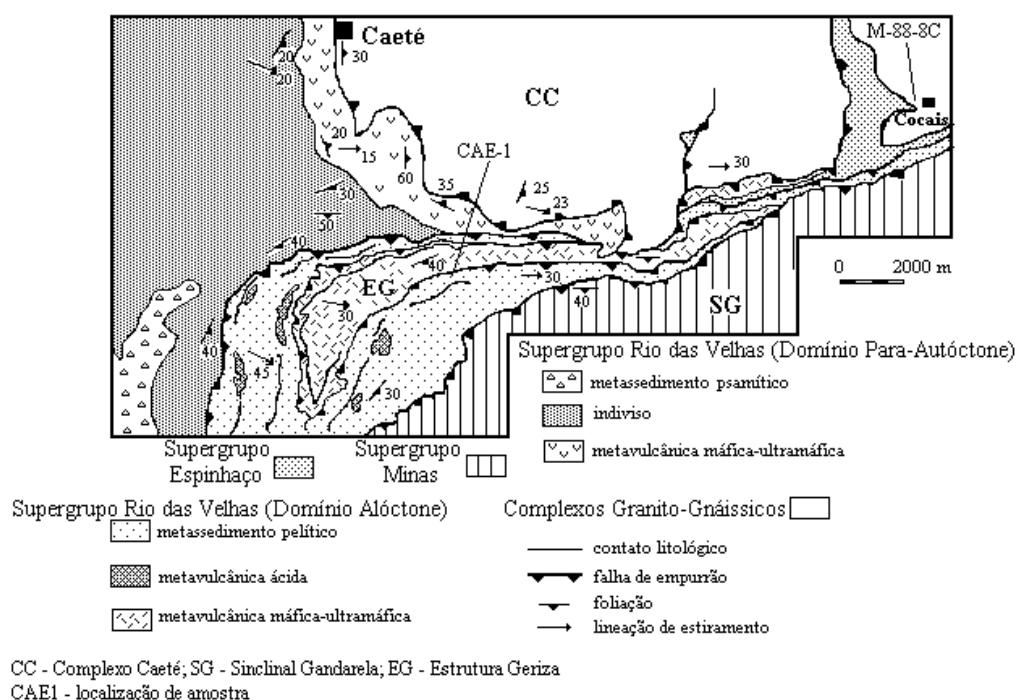 M-88-8C
Caeté
CC
Cocais
CAE-1
EG
SG
20
20
30
20
15
60
35
25
23
30
30
50
40
40
30
40
30
40
45
30
0 2000 m
Supergrupo Rio das Velhas (Domínio Para-Autóctone)
metassedimento psamítico
indiviso
metavulcânica máfica-ultramáfica
Supergrupo Espinhaço
Supergrupo Minas
Supergrupo Rio das Velhas (Domínio Alóctone)
metassedimento pelítico
metavulcânica ácida
metavulcânica máfica-ultramáfica
Complexos Granito-Gnáissicos
contato litológico
falha de empurrão
foliação
lineação de estiramento
CC - Complexo Caeté; SG - Sinclinal Gandarela; EG - Estrutura Geriza
CAE1 - localização de amostra